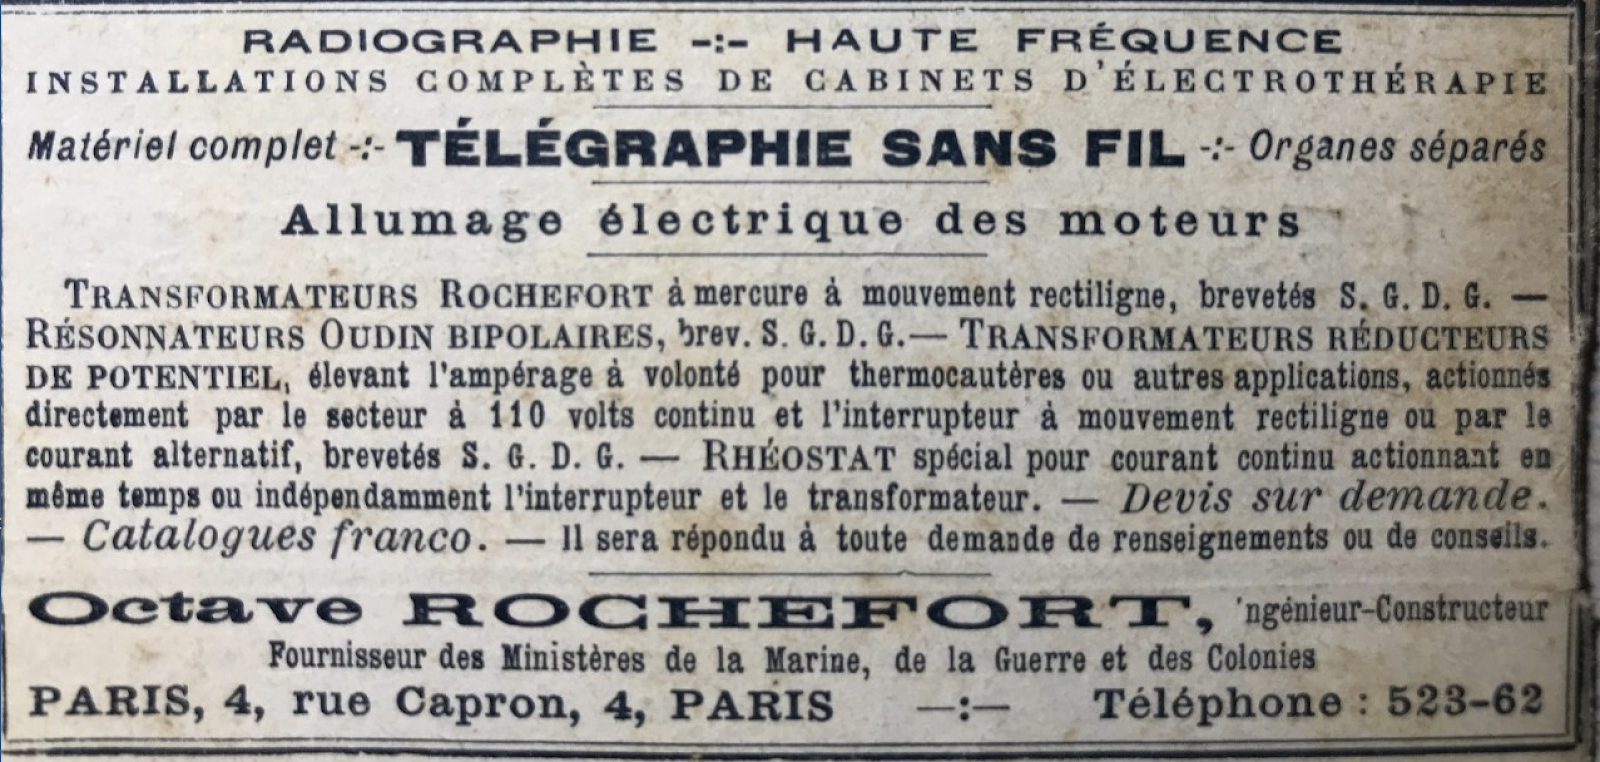 RADIOGRAPHIE -:- HAUTE FRÉQUENCE
INSTALLATIONS COMPLÈTES DE CABINETS D'ÉLECTROTHÉRAPIE
Matériel complet -:- TÉLÉGRAPHIE SANS FIL -:- Organes séparés
Allumage électrique des moteurs
TRANSFORMATEURS ROCHEFORT à mercure à mouvement rectiligne, brevetés S. G. D. G. —
RÉSONNATEURS OUDIN BIPOLAIRES, brev. S. G. D. G. — TRANSFORMATEURS RÉDUCTEURS
DE POTENTIEL, élevant l'ampérage à volonté pour thermocautères ou autres applications, actionnés
directement par le secteur à 110 volts continu et l'interrupteur à mouvement rectiligne ou par le
courant alternatif, brevetés S. G. D. G. — RHÉOSTAT spécial pour courant continu actionnant en
même temps ou indépendamment l'interrupteur et le transformateur. — Devis sur demande.
— Catalogues franco. — Il sera répondu à toute demande de renseignements ou de conseils.
Octave ROCHEFORT, 'ngénieur-Constructeur
Fournisseur des Ministères de la Marine, de la Guerre et des Colonies
PARIS, 4, rue Capron, 4, PARIS —:— Téléphone : 523-62